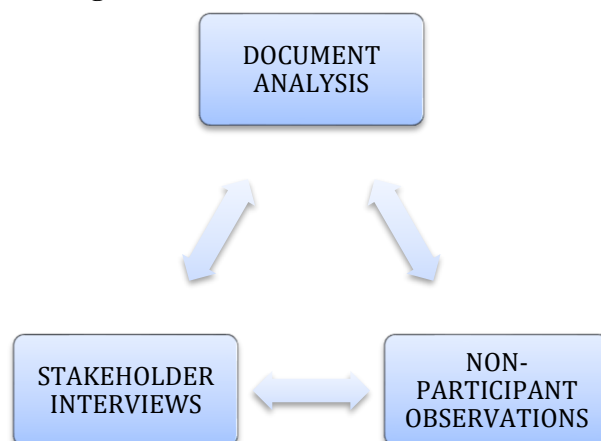 DOCUMENT
ANALYSIS
STAKEHOLDER
INTERVIEWS
NON-
PARTICIPANT
OBSERVATIONS